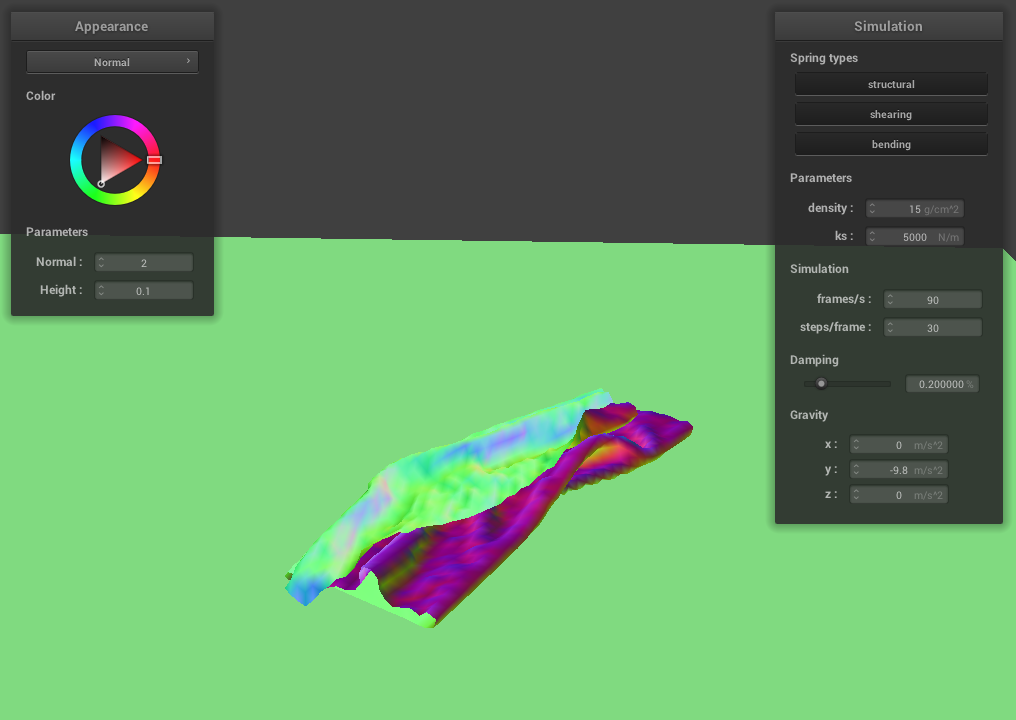 Appearance
Normal
Color
Parameters
Normal : 2
Height : 0.1
Simulation
Spring types
structural
shearing
bending
Parameters
density : 15 g/cm^2
ks : 5000 N/m
Simulation
frames/s : 90
steps/frame : 30
Damping
0.200000 %
Gravity
x : 0 m/s^2
y : -9.8 m/s^2
z : 0 m/s^2